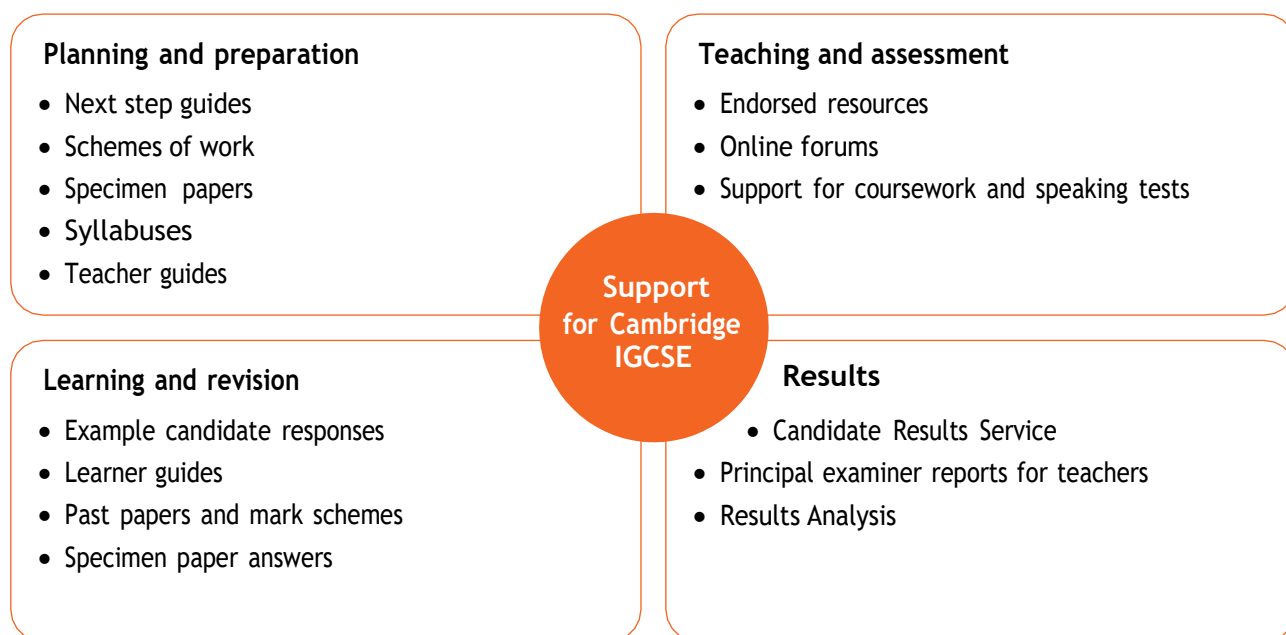 Planning and preparation
• Next step guides
• Schemes of work
• Specimen papers
• Syllabuses
• Teacher guides
Teaching and assessment
• Endorsed resources
• Online forums
• Support for coursework and speaking tests
Support
for Cambridge
IGCSE
Learning and revision
• Example candidate responses
• Learner guides
• Past papers and mark schemes
• Specimen paper answers
Results
• Candidate Results Service
• Principal examiner reports for teachers
• Results Analysis